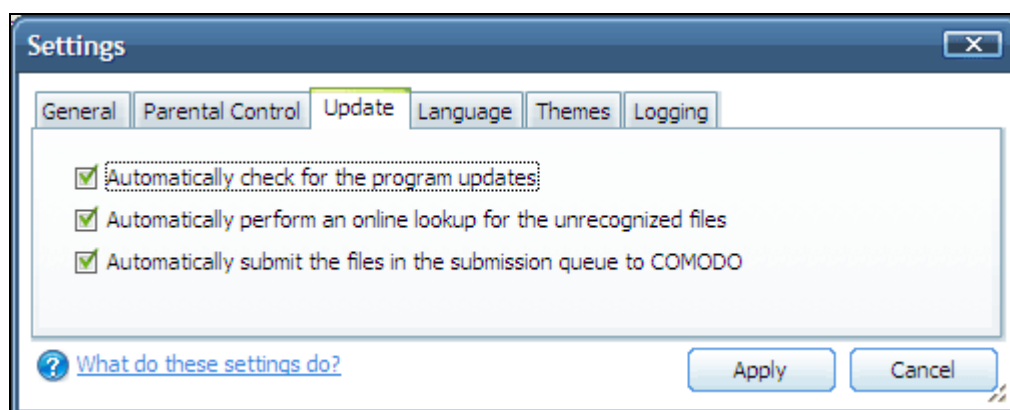 Settings
General Parental Control Update Language Themes Logging
Automatically check for the program updates
Automatically perform an online lookup for the unrecognized files
Automatically submit the files in the submission queue to COMODO
What do these settings do?
Apply Cancel